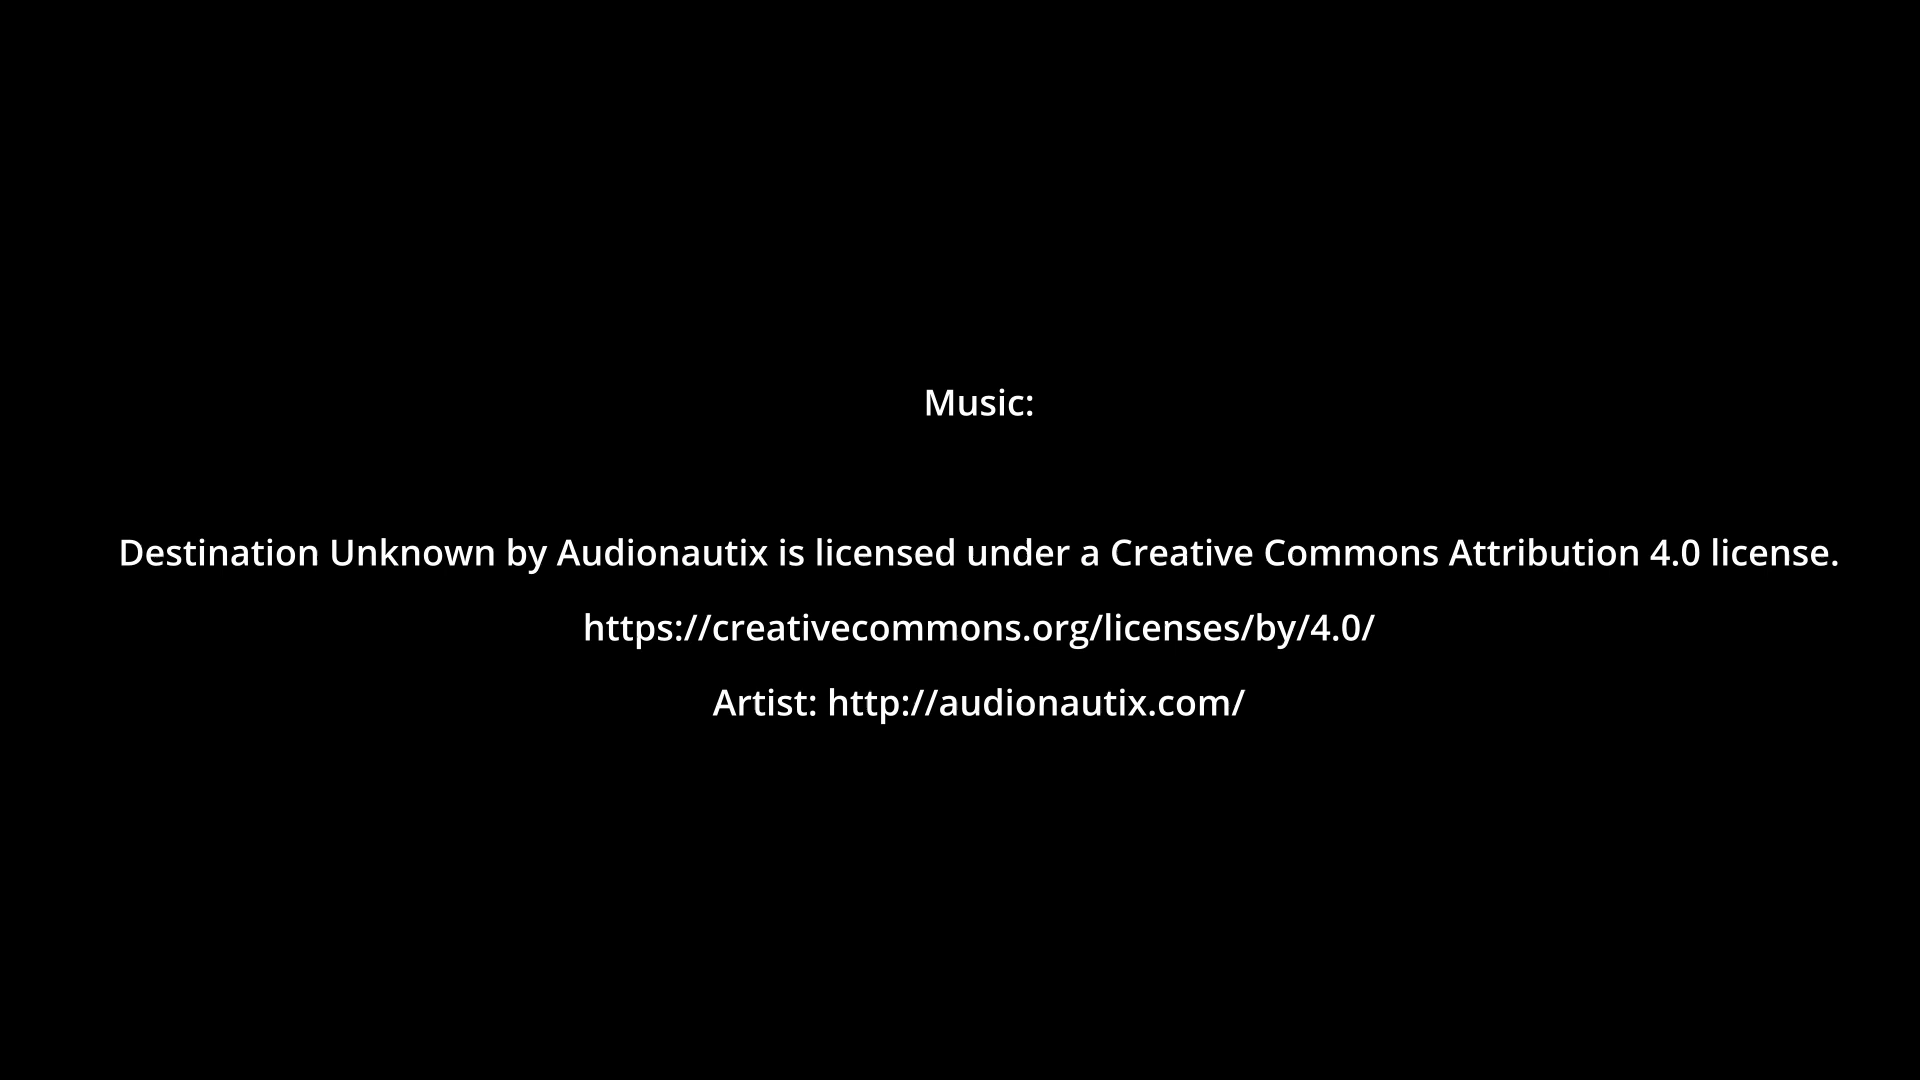 Music:
Destination Unknown by Audionautix is licensed under a Creative Commons Attribution 4.0 license.
https://creativecommons.org/licenses/by/4.0/
Artist: http://audionautix.com/